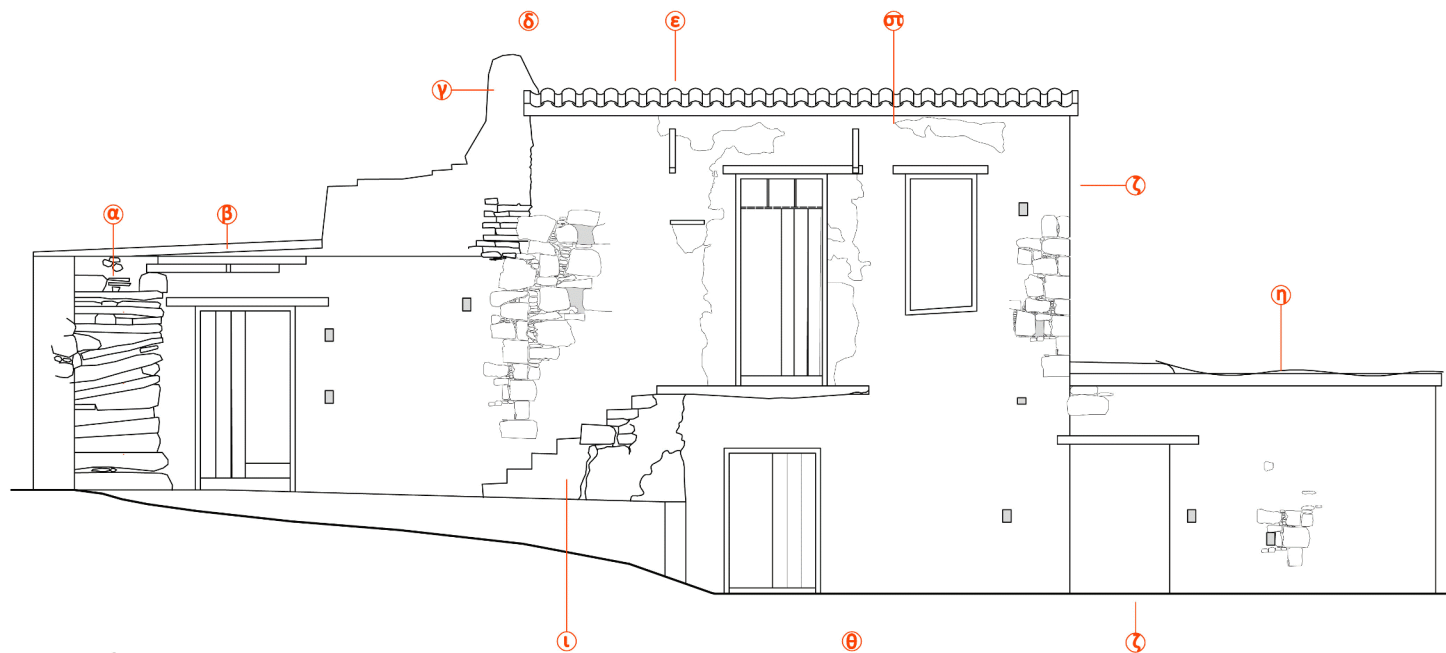 δ ε στ
γ
ζ
α β
η
ι θ ζ